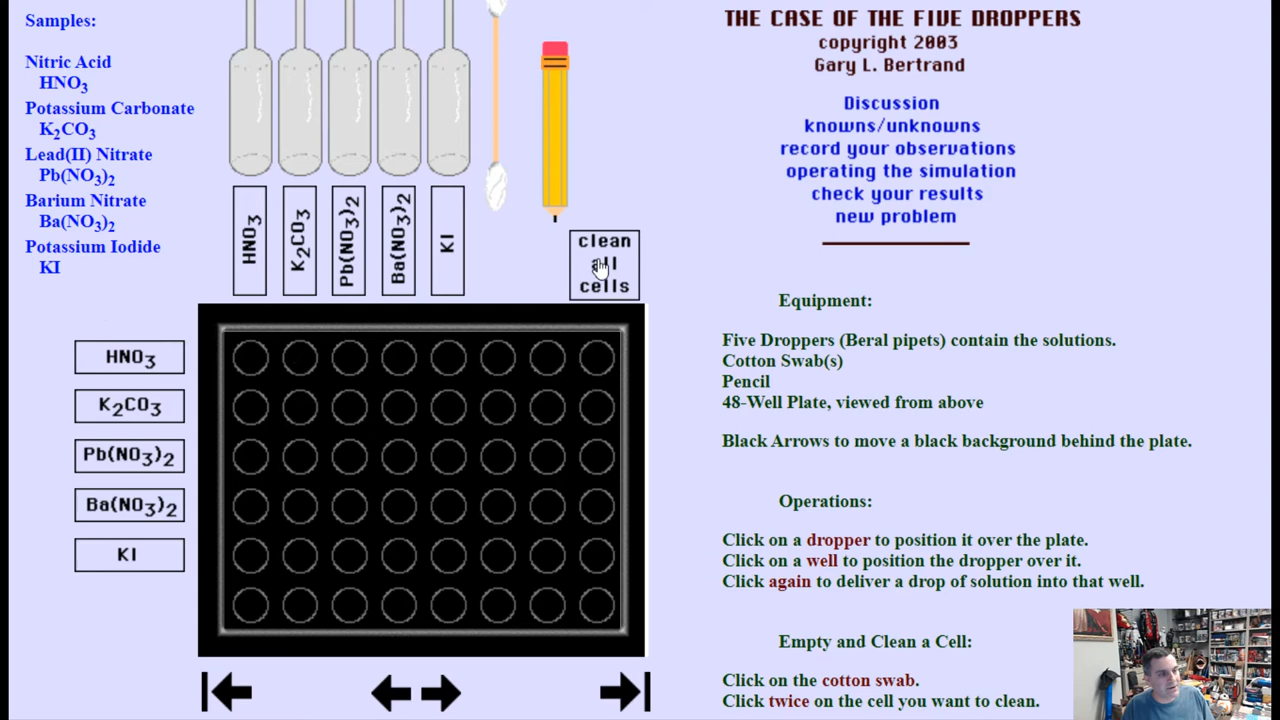 Samples:
Nitric Acid
HNO3
Potassium Carbonate
K2CO3
Lead(II) Nitrate
Pb(NO3)2
Barium Nitrate
Ba(NO3)2
Potassium Iodide
KI
HNO3
K2CO3
Pb(NO3)2
Ba(NO3)2
KI
clean
all
cells
HNO3
K2CO3
Pb(NO3)2
Ba(NO3)2
KI
THE CASE OF THE FIVE DROPPERS
copyright 2003
Gary L. Bertrand
Discussion
knowns/unknowns
record your observations
operating the simulation
check your results
new problem
Equipment:
Five Droppers (Beral pipets) contain the solutions.
Cotton Swab(s)
Pencil
48-Well Plate, viewed from above
Black Arrows to move a black background behind the plate.
Operations:
Click on a dropper to position it over the plate.
Click on a well to position the dropper over it.
Click again to deliver a drop of solution into that well.
Empty and Clean a Cell:
Click on the cotton swab.
Click twice on the cell you want to clean.